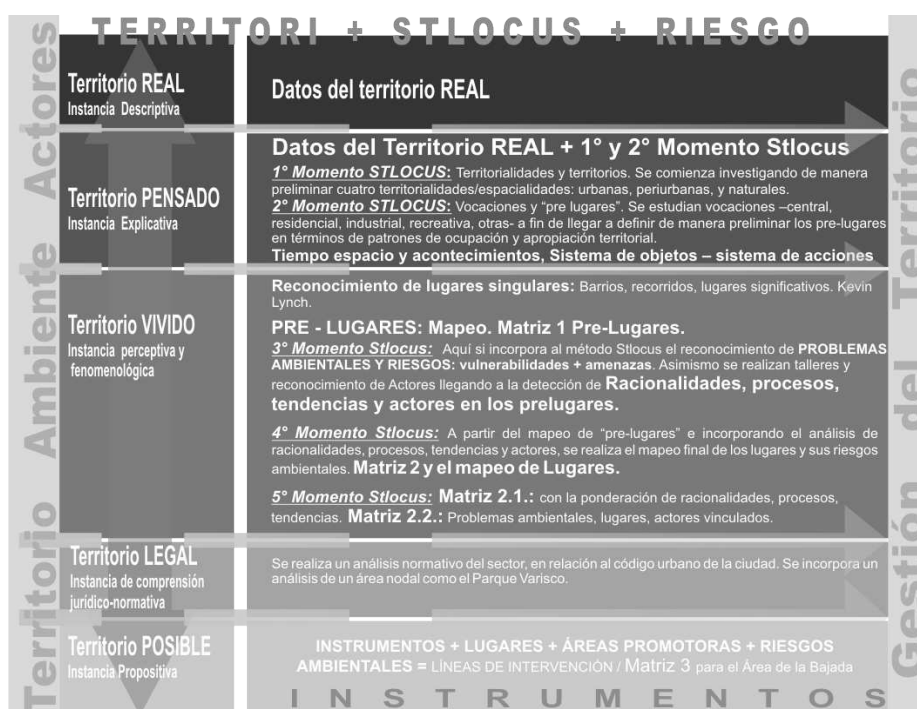 TERRITORI + STLOCUS + RIESGO
Territorio Ambiente Actores
Territorio REAL
Instancia Descriptiva
Datos del territorio REAL
Territorio PENSADO
Instancia Explicativa
Datos del Territorio REAL + 1° y 2° Momento Stlocus
1° Momento STLOCUS: Territorialidades y territorios. Se comienza investigando de manera
preliminar cuatro territorialidades/espacialidades: urbanas, periurbanas, y naturales.
2° Momento STLOCUS: Vocaciones y “pre lugares”. Se estudian vocaciones –central,
residencial, industrial, recreativa, otras- a fin de llegar a definir de manera preliminar los pre-lugares
en términos de patrones de ocupación y apropiación territorial.
Tiempo espacio y acontecimientos, Sistema de objetos – sistema de acciones
Territorio VIVIDO
Instancia perceptiva y
fenomenológica
Reconocimiento de lugares singulares: Barrios, recorridos, lugares significativos. Kevin
Lynch.
PRE - LUGARES: Mapeo. Matriz 1 Pre-Lugares.
3° Momento Stlocus: Aquí si incorpora al método Stlocus el reconocimiento de PROBLEMAS
AMBIENTALES Y RIESGOS: vulnerabilidades + amenazas. Asimismo se realizan talleres y
reconocimiento de Actores llegando a la detección de Racionalidades, procesos,
tendencias y actores en los prelugares.
4° Momento Stlocus: A partir del mapeo de “pre-lugares” e incorporando el análisis de
racionalidades, procesos, tendencias y actores, se realiza el mapeo final de los lugares y sus riesgos
ambientales. Matriz 2 y el mapeo de Lugares.
5° Momento Stlocus: Matriz 2.1.: con la ponderación de racionalidades, procesos,
tendencias. Matriz 2.2.: Problemas ambientales, lugares, actores vinculados.
Territorio LEGAL
Instancia de comprensión
jurídico-normativa
Se realiza un análisis normativo del sector, en relación al código urbano de la ciudad. Se incorpora un
análisis de un área nodal como el Parque Varisco.
Territorio POSIBLE
Instancia Propositiva
INSTRUMENTOS + LUGARES + ÁREAS PROMOTORAS + RIESGOS
AMBIENTALES = LÍNEAS DE INTERVENCIÓN / Matriz 3 para el Área de la Bajada
INSTRUMENTOS
Gestión del Territorio